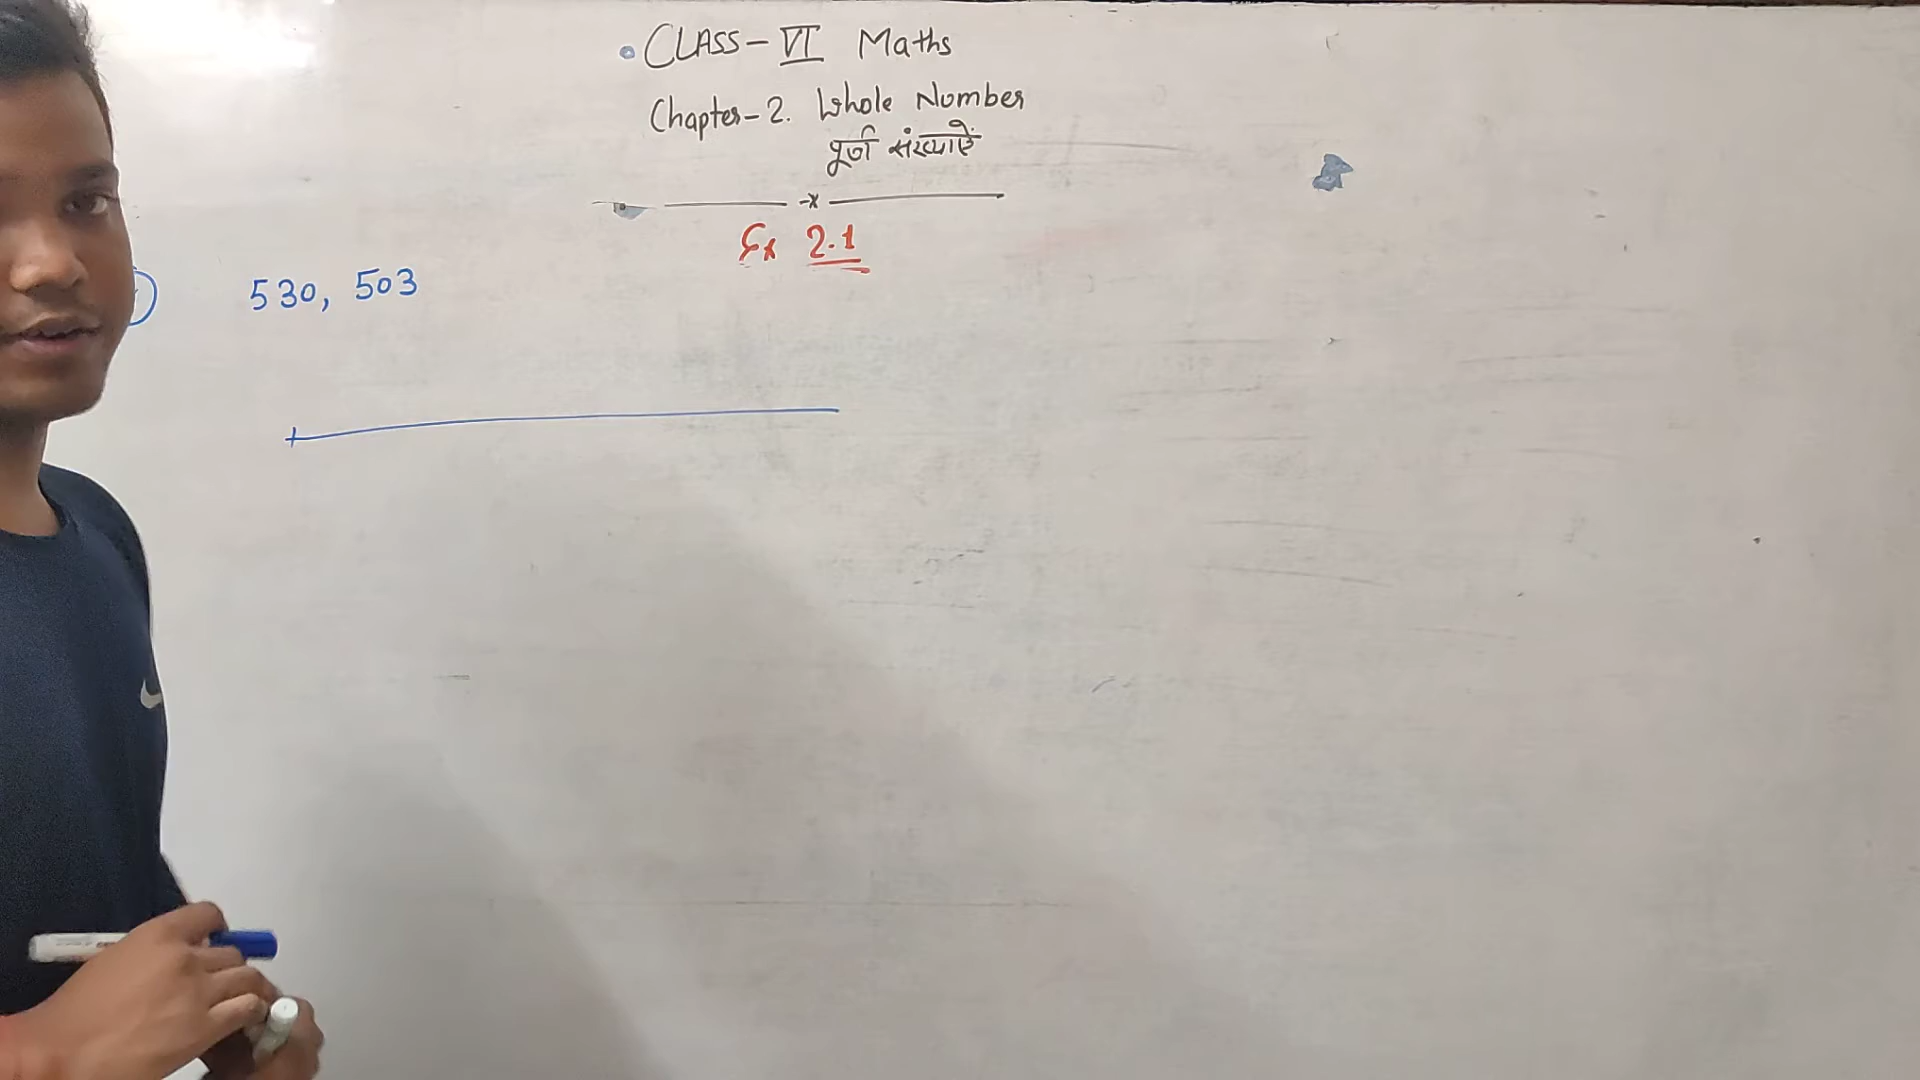 CLASS-VI Maths
Chapter-2. Whole Number
पूर्ण संख्याऐं
Ex 2.1
530, 503